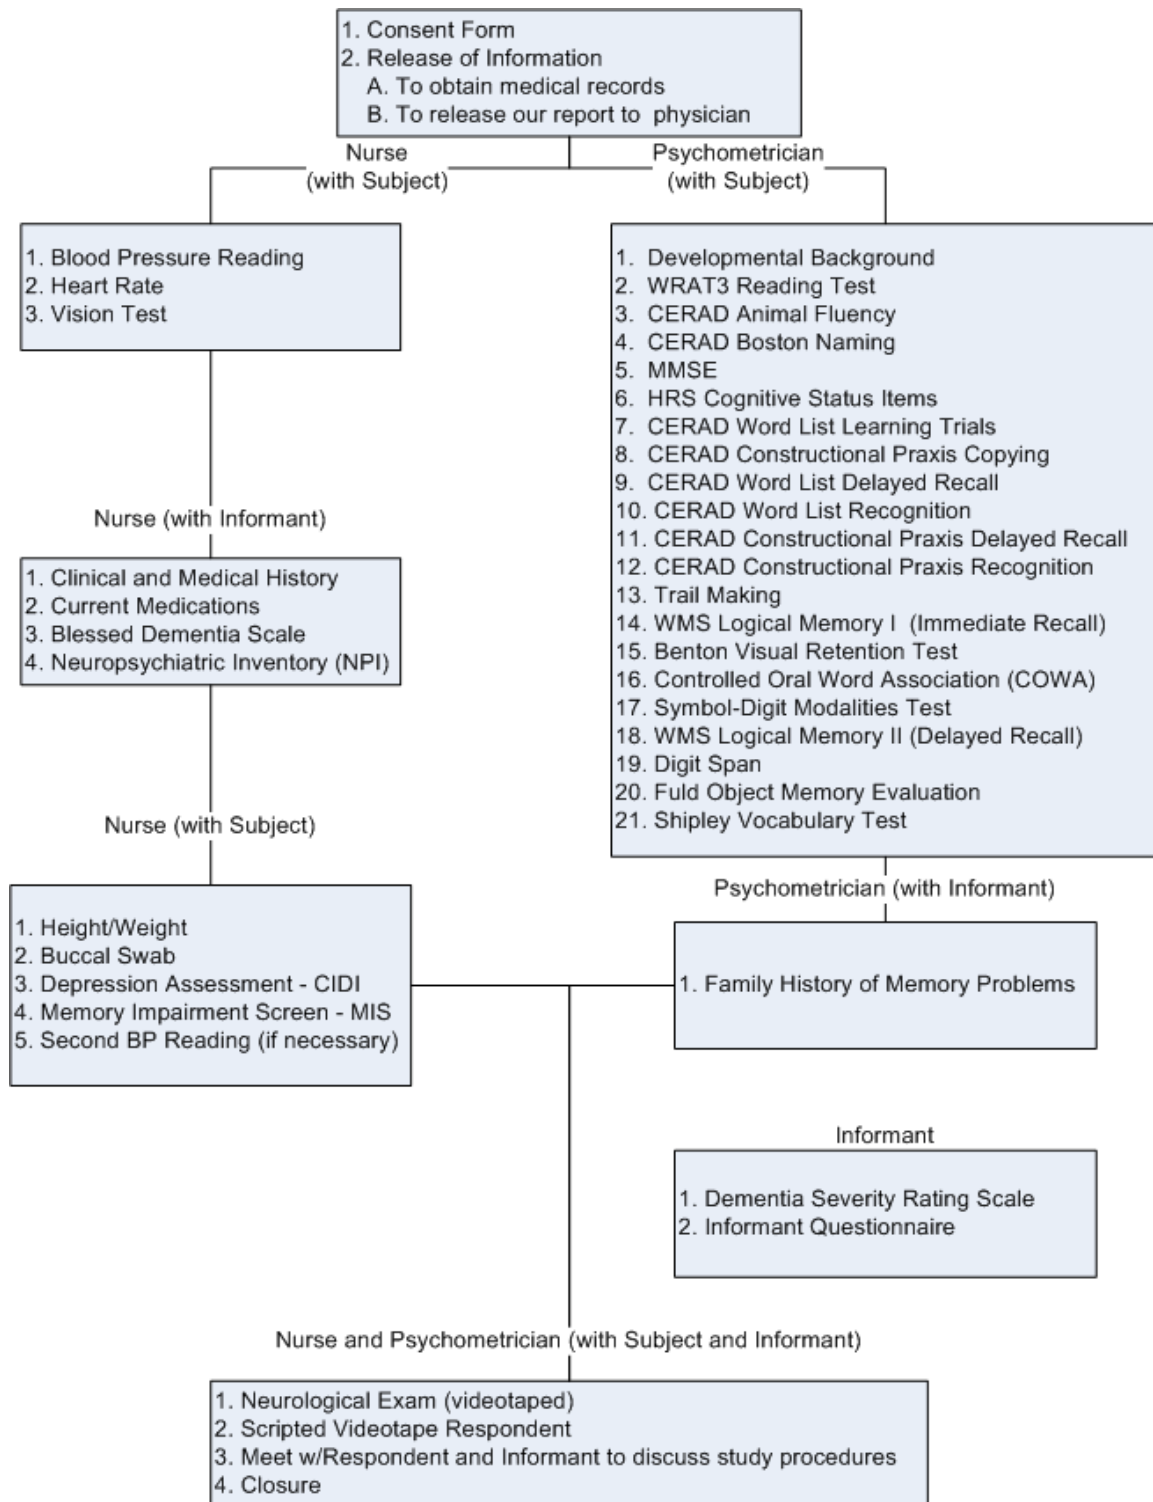 1. Consent Form
2. Release of Information
A. To obtain medical records
B. To release our report to physician
Nurse
(with Subject)
Psychometrician
(with Subject)
1. Blood Pressure Reading
2. Heart Rate
3. Vision Test
1. Developmental Background
2. WRAT3 Reading Test
3. CERAD Animal Fluency
4. CERAD Boston Naming
5. MMSE
6. HRS Cognitive Status Items
7. CERAD Word List Learning Trials
8. CERAD Constructional Praxis Copying
9. CERAD Word List Delayed Recall
10. CERAD Word List Recognition
11. CERAD Constructional Praxis Delayed Recall
12. CERAD Constructional Praxis Recognition
13. Trail Making
14. WMS Logical Memory I (Immediate Recall)
15. Benton Visual Retention Test
16. Controlled Oral Word Association (COWA)
17. Symbol-Digit Modalities Test
18. WMS Logical Memory II (Delayed Recall)
19. Digit Span
20. Fuld Object Memory Evaluation
21. Shipley Vocabulary Test
Nurse (with Informant)
1. Clinical and Medical History
2. Current Medications
3. Blessed Dementia Scale
4. Neuropsychiatric Inventory (NPI)
Nurse (with Subject)
1. Height/Weight
2. Buccal Swab
3. Depression Assessment - CIDI
4. Memory Impairment Screen - MIS
5. Second BP Reading (if necessary)
Psychometrician (with Informant)
1. Family History of Memory Problems
Informant
1. Dementia Severity Rating Scale
2. Informant Questionnaire
Nurse and Psychometrician (with Subject and Informant)
1. Neurological Exam (videotaped)
2. Scripted Videotape Respondent
3. Meet w/Respondent and Informant to discuss study procedures
4. Closure